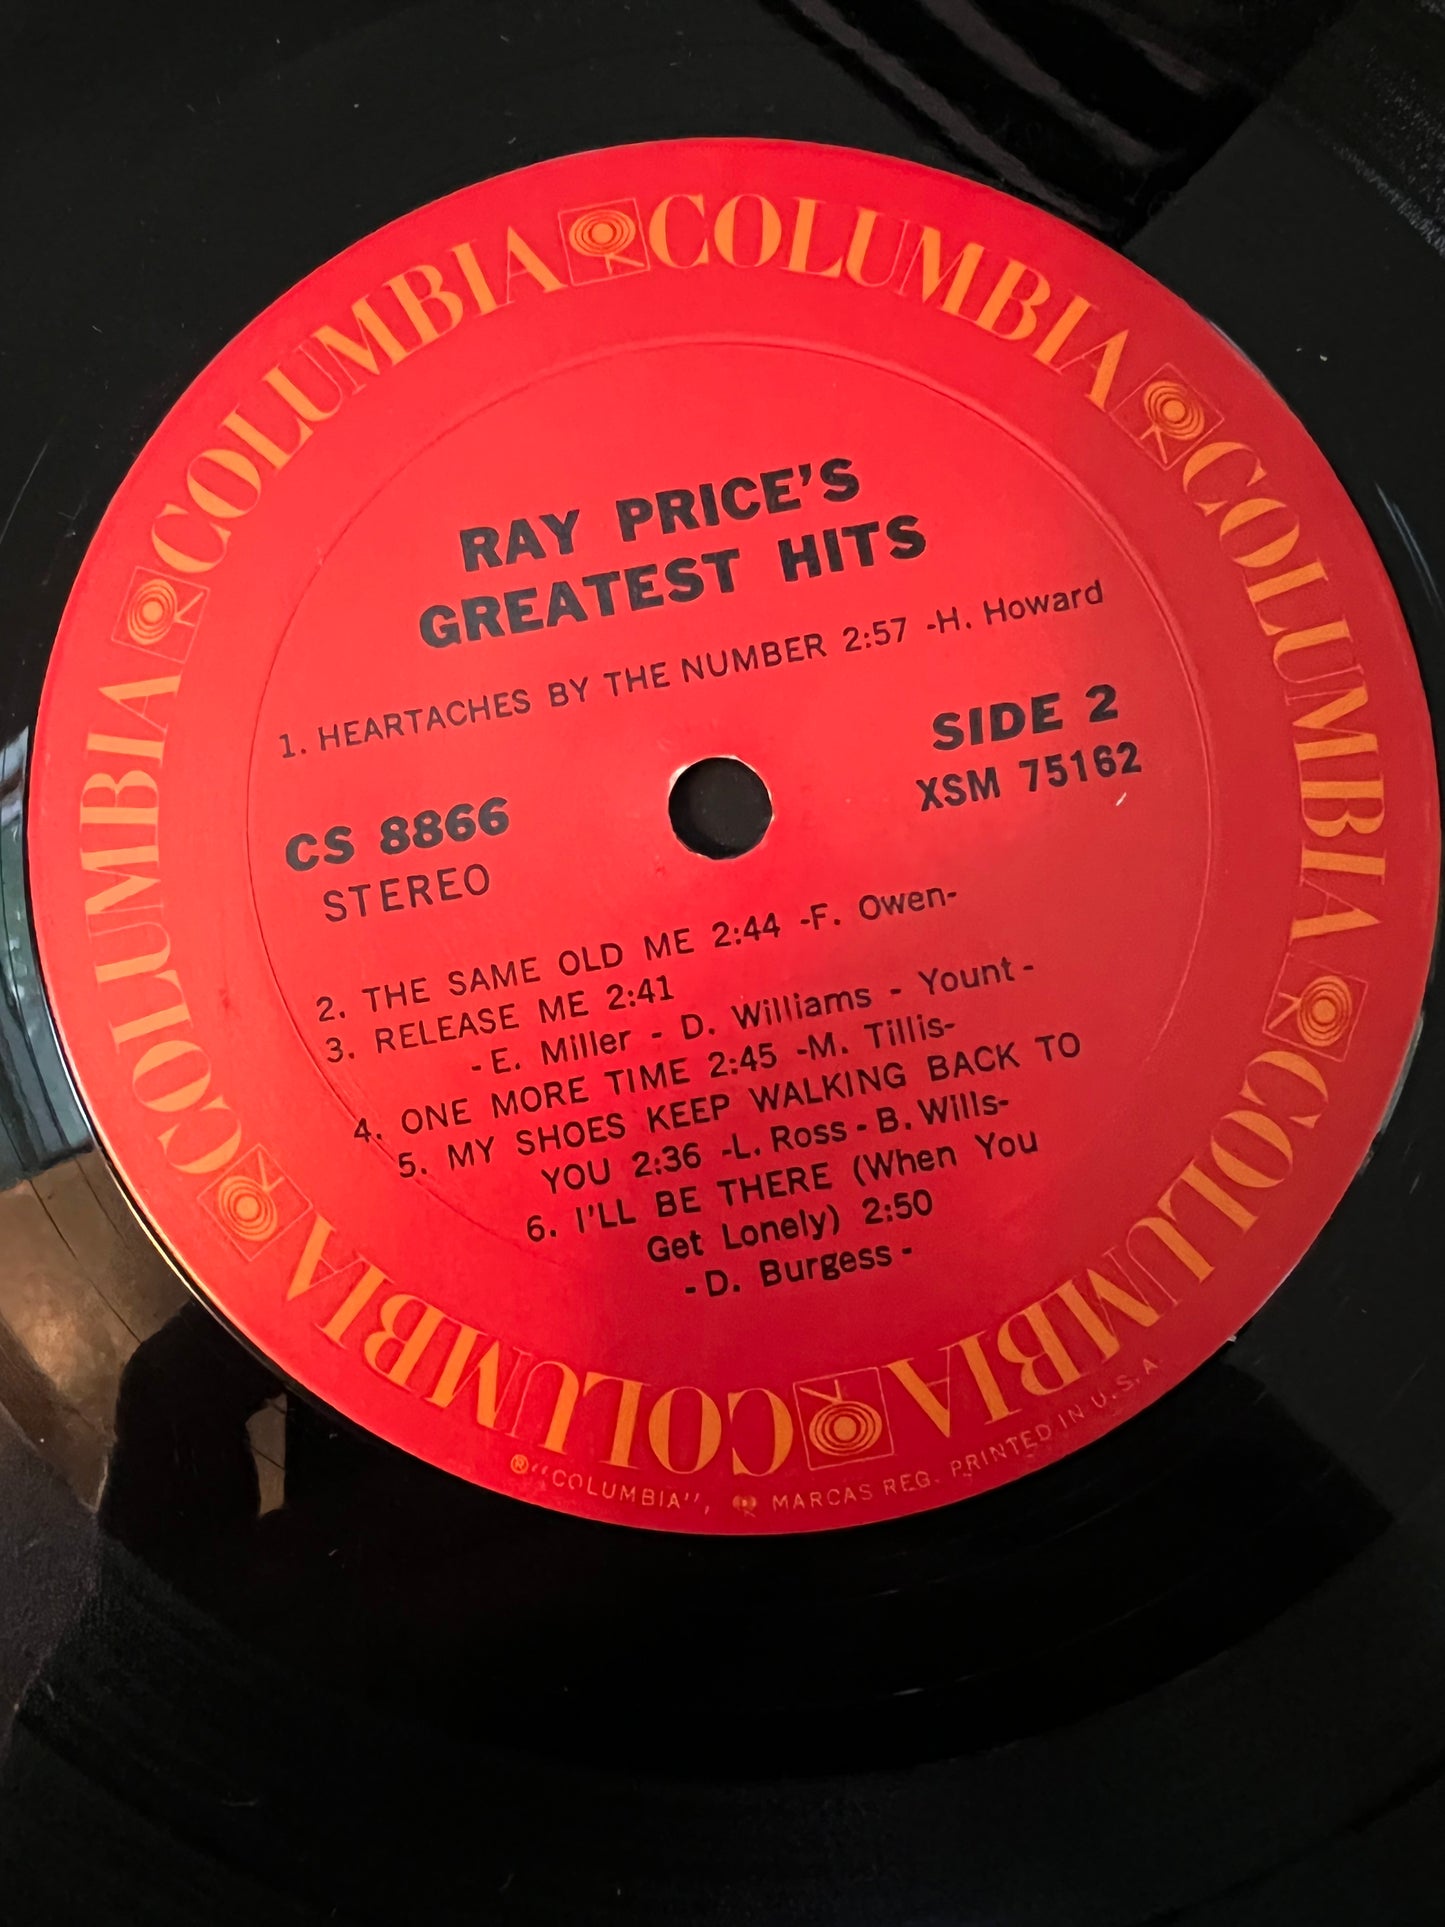 COLUMBIA COLUMBIA COLUMBIA COLUMBIA COLUMBIA COLUMBIA
RAY PRICE'S
GREATEST HITS
1. HEARTACHES BY THE NUMBER 2:57 -H. Howard
SIDE 2
XSM 75162
CS 8866
STEREO
2. THE SAME OLD ME 2:44 -F. Owen-
3. RELEASE ME 2:41
-E. Miller - D. Williams - Yount-
4. ONE MORE TIME 2:45 -M. Tillis-
5. MY SHOES KEEP WALKING BACK TO
YOU 2:36 -L. Ross - B. Wills-
6. I'LL BE THERE (When You
Get Lonely) 2:50
-D. Burgess-
® "COLUMBIA", MARCAS REG. PRINTED IN U.S.A.